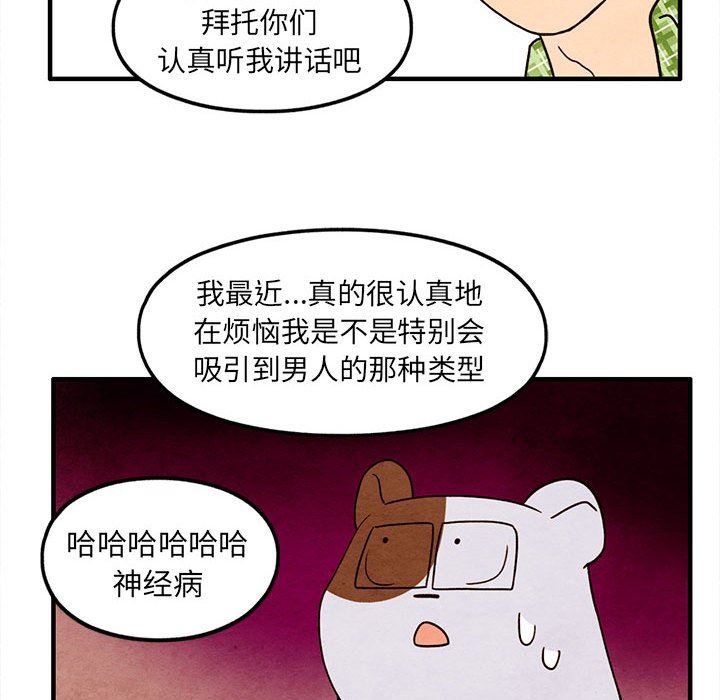 拜托你们
认真听我讲话吧
我最近...真的很认真地
在烦恼我是不是特别会
吸引到男人的那种类型
哈哈哈哈哈哈
神经病